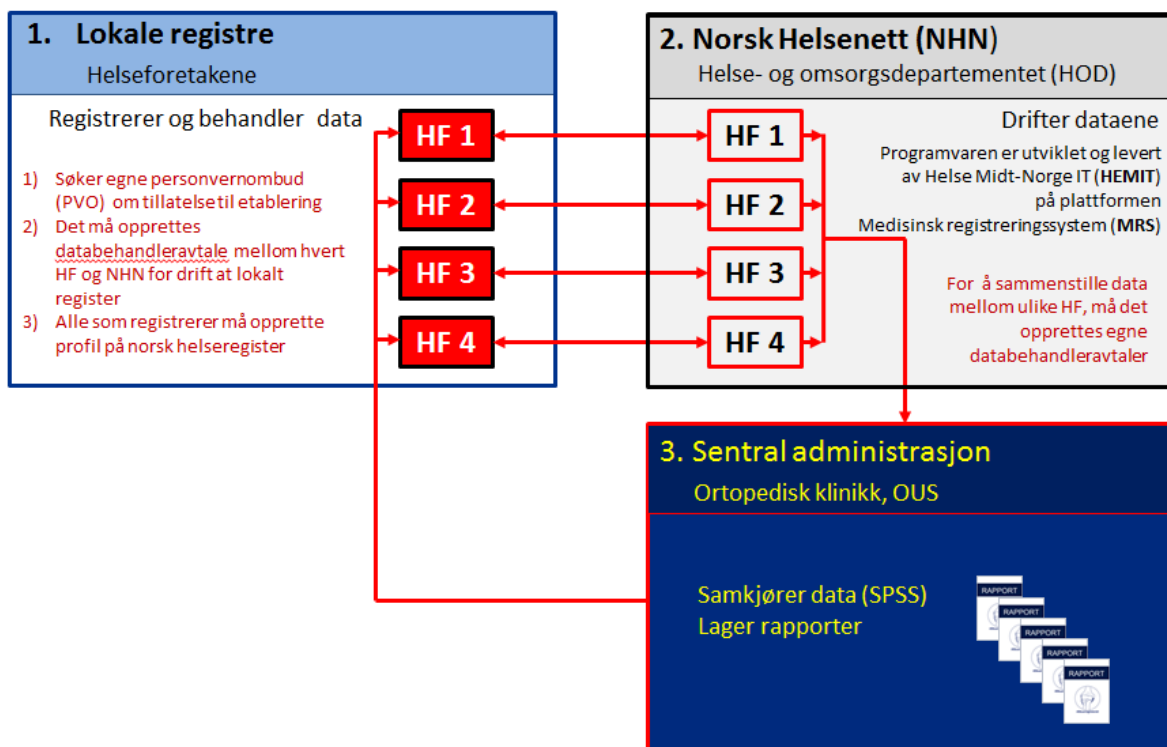 1. Lokale registre
Helseforetakene
Registrerer og behandler data
1) Søker egne personvernombud
(PVO) om tillatelse til etablering
2) Det må opprettes
databehandleravtale mellom hvert
HF og NHN for drift at lokalt
register
3) Alle som registrerer må opprette
profil på norsk helseregister
HF 1
HF 2
HF 3
HF 4
2. Norsk Helsenett (NHN)
Helse- og omsorgsdepartementet (HOD)
HF 1
HF 2
HF 3
HF 4
Drifter dataene
Programvaren er utviklet og levert
av Helse Midt-Norge IT (HEMIT)
på plattformen
Medisinsk registreringssystem (MRS)
For å sammenstille data
mellom ulike HF, må det
opprettes egne
databehandleravtaler
3. Sentral administrasjon
Ortopedisk klinikk, OUS
Samkjører data (SPSS)
Lager rapporter
RAPPORT
RAPPORT
RAPPORT
RAPPORT
RAPPORT